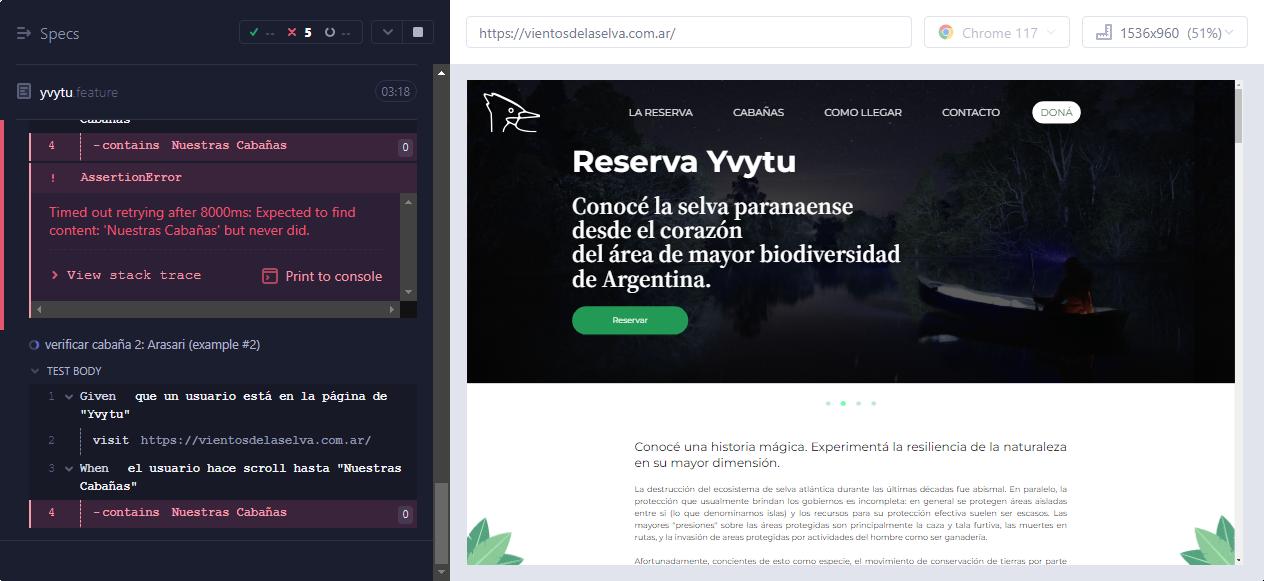 Specs
-- 5 --
yvytu.feature
03:18
Cabañas
4 -contains Nuestras Cabañas 0
! AssertionError
Timed out retrying after 8000ms: Expected to find
content: 'Nuestras Cabañas' but never did.
> View stack trace
Print to console
verificar cabaña 2: Arasari (example #2)
TEST BODY
1 Given que un usuario está en la página de
"Yvytu"
2 visit https://vientosdelaselva.com.ar/
3 When el usuario hace scroll hasta "Nuestras
Cabañas"
4 -contains Nuestras Cabañas 0
https://vientosdelaselva.com.ar/
Chrome 117
1536x960 (51%)
LA RESERVA CABAÑAS COMO LLEGAR CONTACTO DONÁ
Reserva Yvytu
Conocé la selva paranaense
desde el corazón
del área de mayor biodiversidad
de Argentina.
Reservar
Conocé una historia mágica. Experimentá la resiliencia de la naturaleza
en su mayor dimensión.
La destrucción del ecosistema de selva atlántica durante las últimas décadas fue abismal. En paralelo, la
protección que usualmente brindan los gobiernos es incompleta: en general se protegen áreas aisladas
entre sí (lo que denominamos islas) y los recursos para su protección efectiva suelen ser escasos. Las
mayores "presiones" sobre las áreas protegidas son principalmente la caza y tala furtiva, las muertes en
rutas, y la invasión de areas protegidas por actividades del hombre como ser ganadería.
Afortunadamente, concientes de esto como especie, el movimiento de conservación de tierras por parte